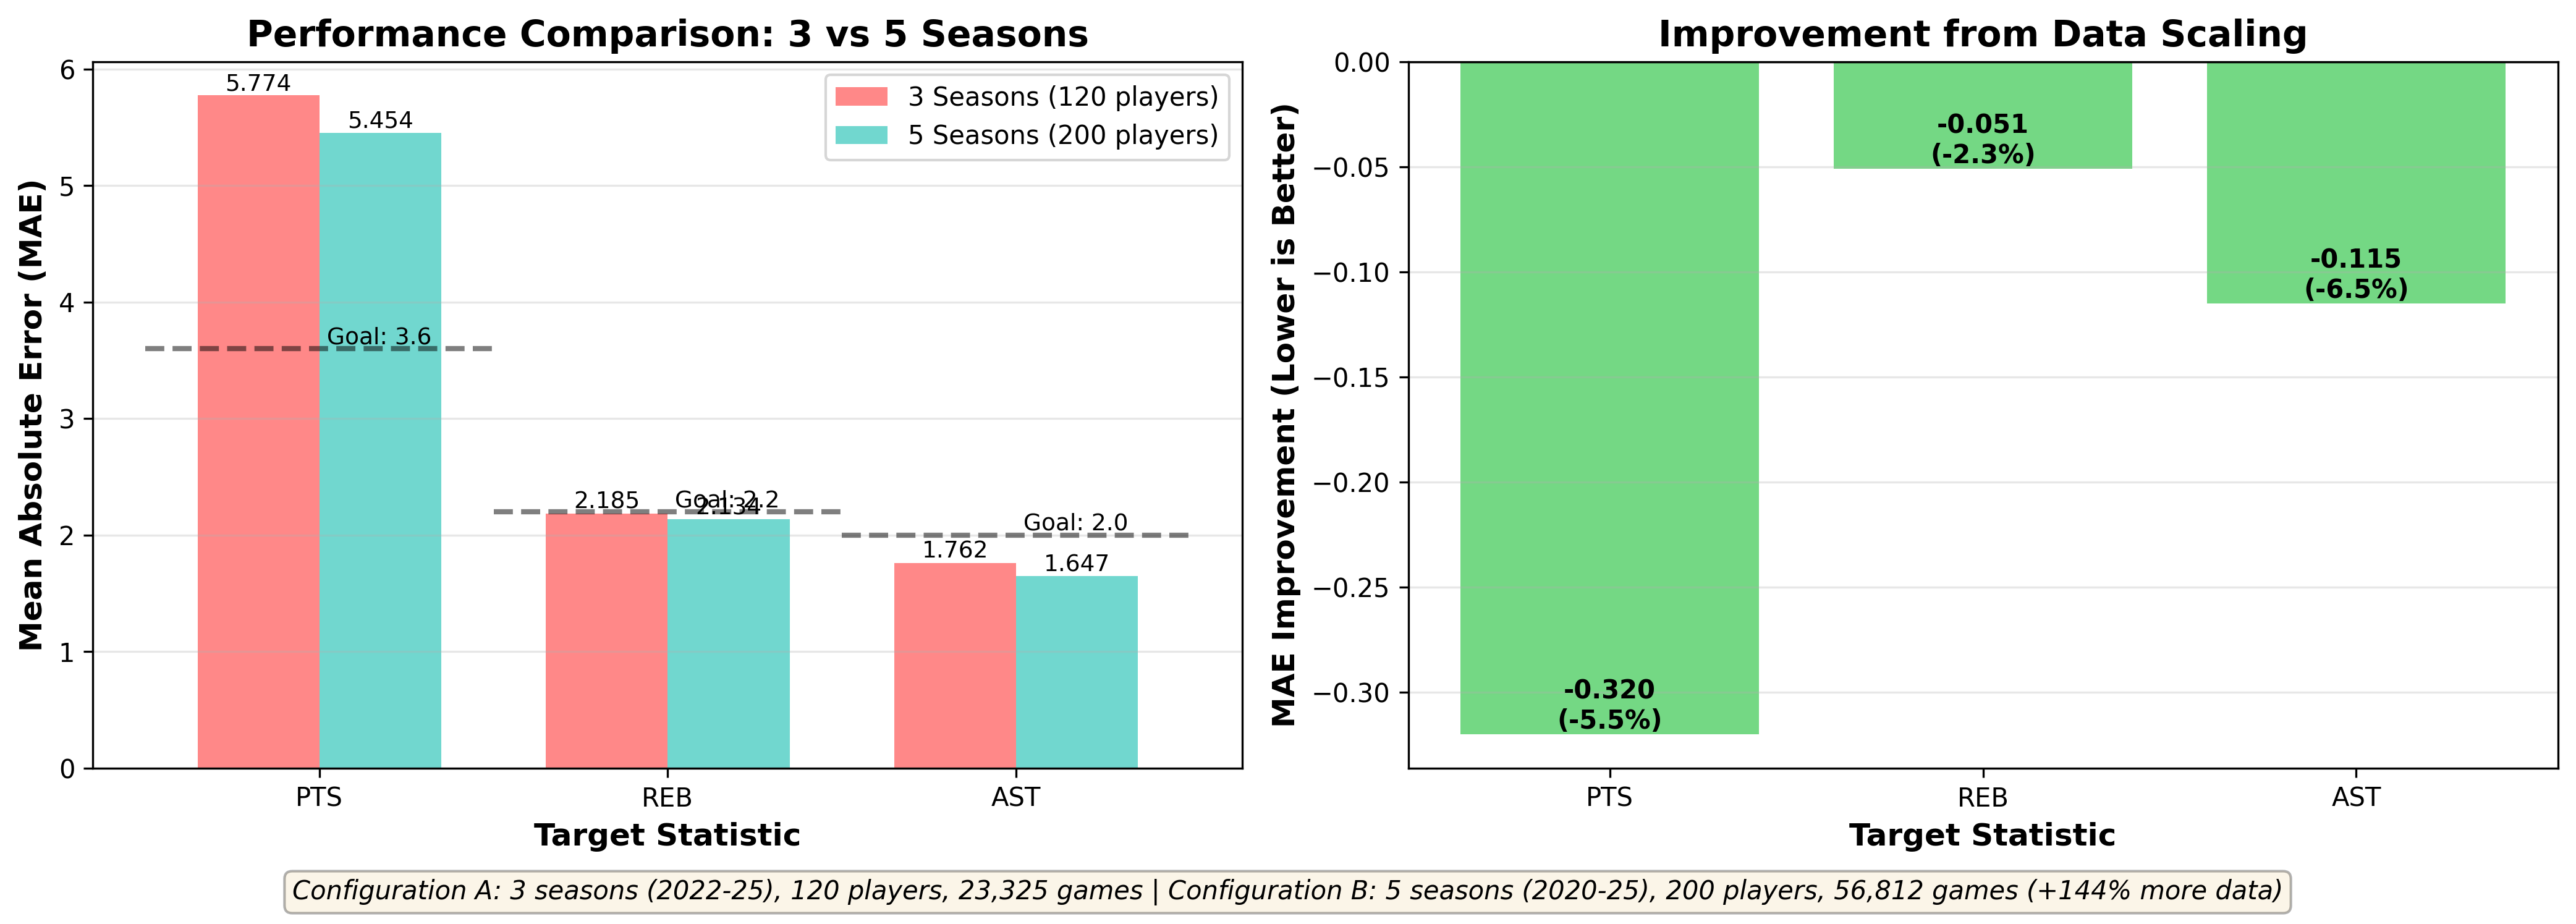 Performance Comparison: 3 vs 5 Seasons
Mean Absolute Error (MAE)
6
5
4
3
2
1
0
5.774
5.454
Goal: 3.6
2.185
Goal: 2.2
2.134
Goal: 2.0
1.762
1.647
3 Seasons (120 players)
5 Seasons (200 players)
PTS
REB
AST
Target Statistic
Improvement from Data Scaling
MAE Improvement (Lower is Better)
0.00
−0.05
−0.10
−0.15
−0.20
−0.25
−0.30
-0.320
(-5.5%)
-0.051
(-2.3%)
-0.115
(-6.5%)
PTS
REB
AST
Target Statistic
Configuration A: 3 seasons (2022-25), 120 players, 23,325 games | Configuration B: 5 seasons (2020-25), 200 players, 56,812 games (+144% more data)